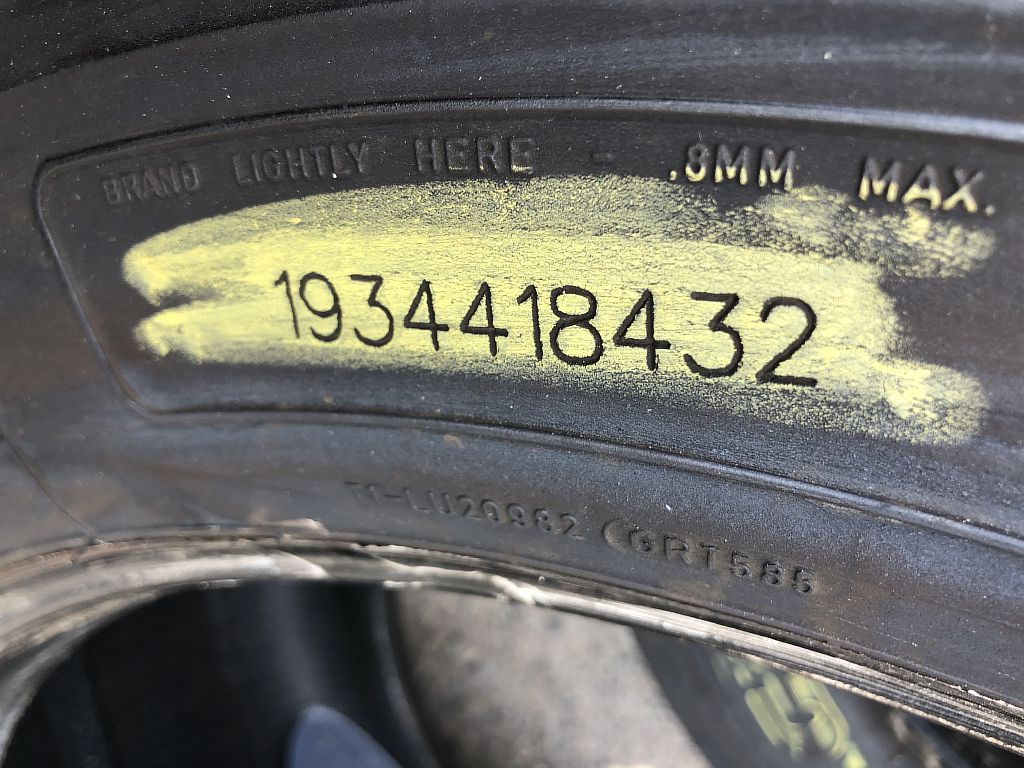 BRAND LIGHTLY HERE - .8MM MAX.
1934418432
T1-LU20982 GRT585